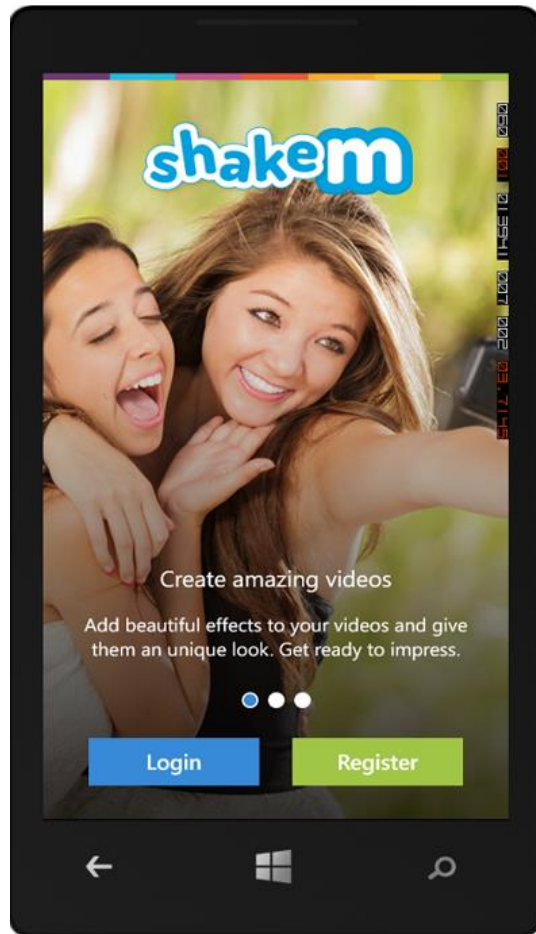 shakem
Create amazing videos
Add beautiful effects to your videos and give
them an unique look. Get ready to impress.
Login
Register